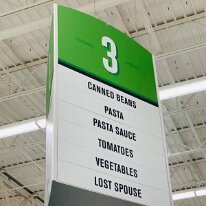 3
CANNED BEANS
PASTA
PASTA SAUCE
TOMATOES
VEGETABLES
LOST SPOUSE